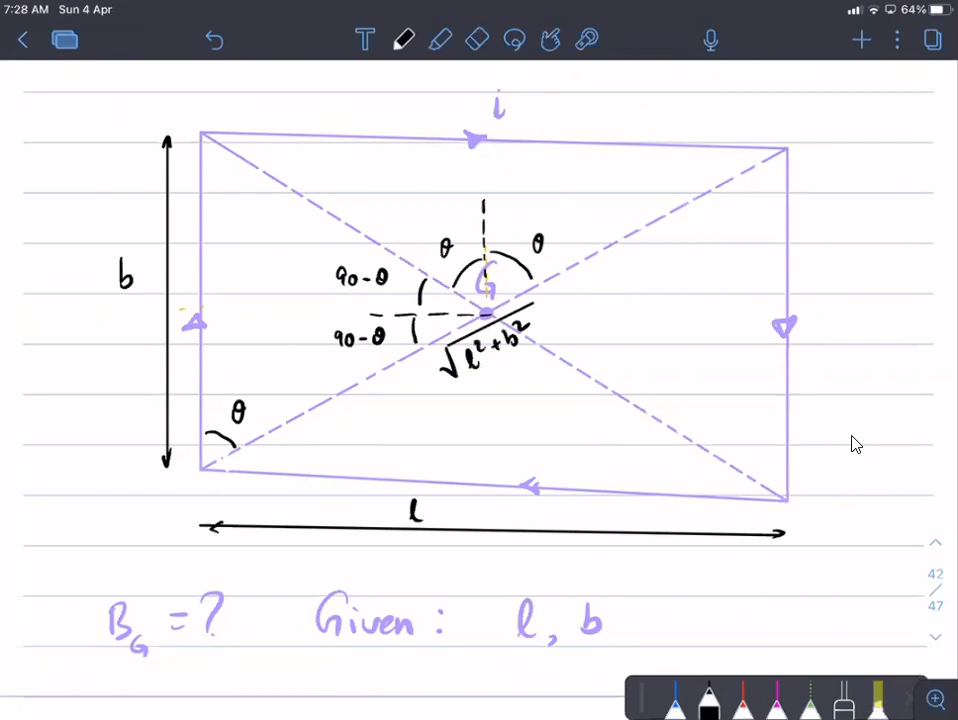 7:28 AM Sun 4 Apr
64%
T
i
θ θ
90-θ
G
b
90-θ
√l²+b²
θ
l
42
/
47
B_G = ? Given: l, b